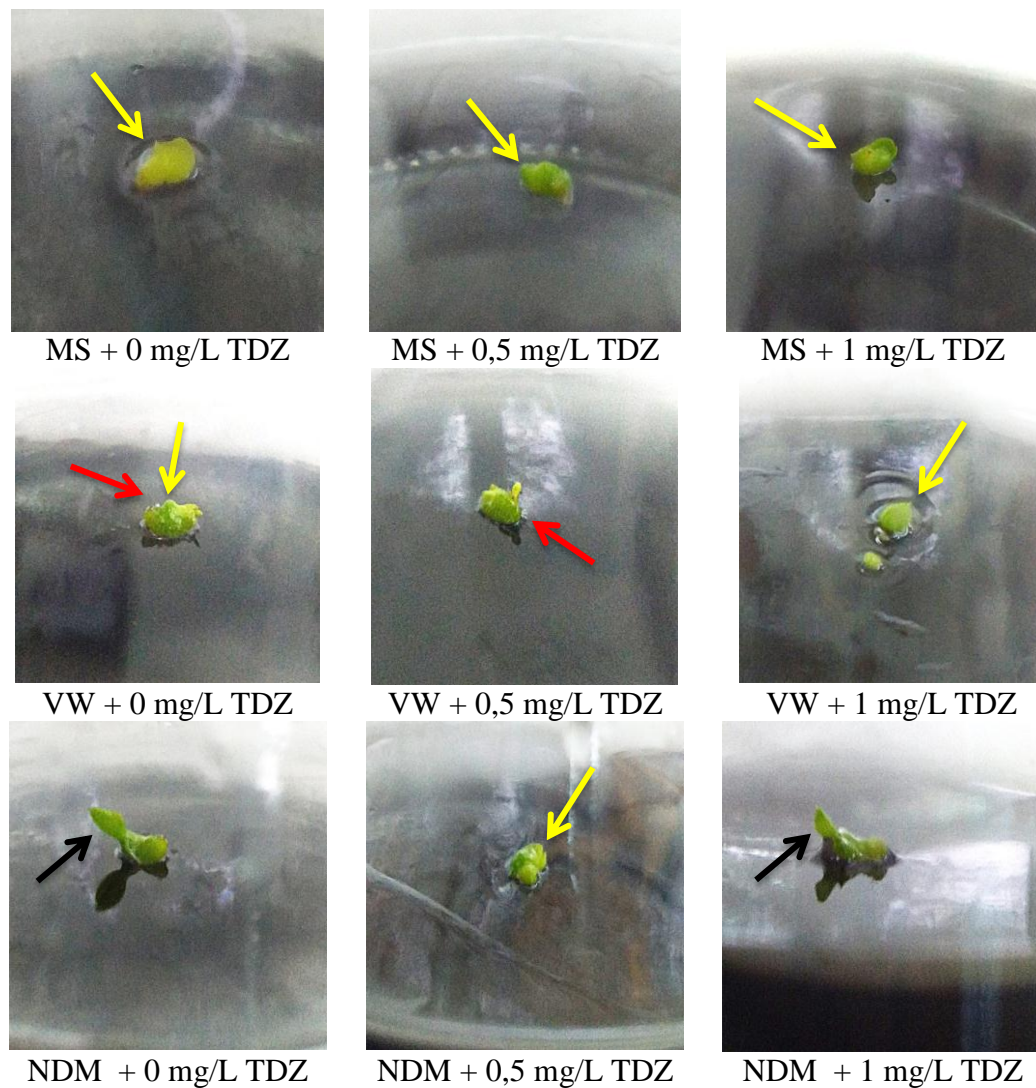 MS + 0 mg/L TDZ
MS + 0,5 mg/L TDZ
MS + 1 mg/L TDZ
VW + 0 mg/L TDZ
VW + 0,5 mg/L TDZ
VW + 1 mg/L TDZ
NDM + 0 mg/L TDZ
NDM + 0,5 mg/L TDZ
NDM + 1 mg/L TDZ